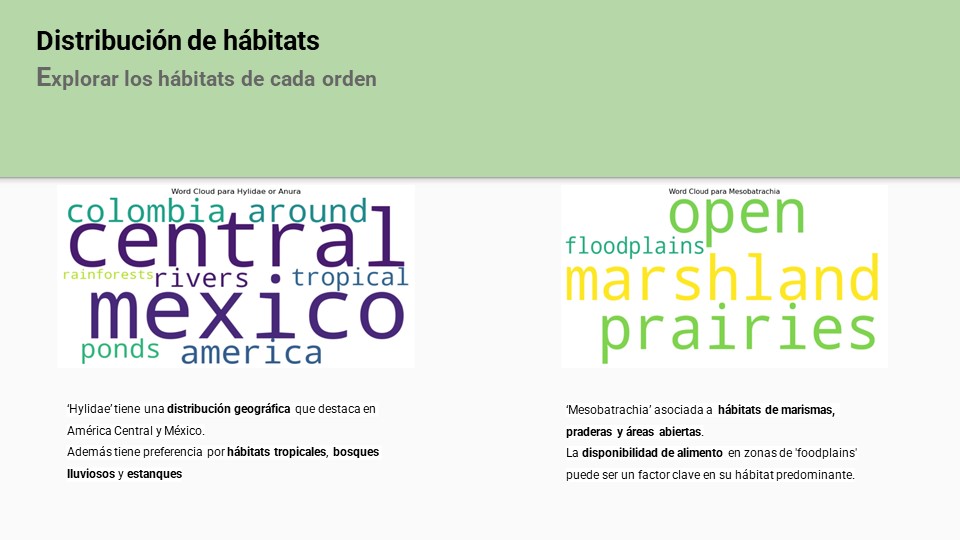 Distribución de hábitats
Explorar los hábitats de cada orden
Word Cloud para Hylidae or Anura
colombia around
central
rainforests rivers tropical
mexico
ponds america
'Hylidae' tiene una distribución geográfica que destaca en
América Central y México.
Además tiene preferencia por hábitats tropicales, bosques
lluviosos y estanques
Word Cloud para Mesobatrachia
open
floodplains
marshland
prairies
'Mesobatrachia' asociada a hábitats de marismas,
praderas y áreas abiertas.
La disponibilidad de alimento en zonas de 'foodplains'
puede ser un factor clave en su hábitat predominante.